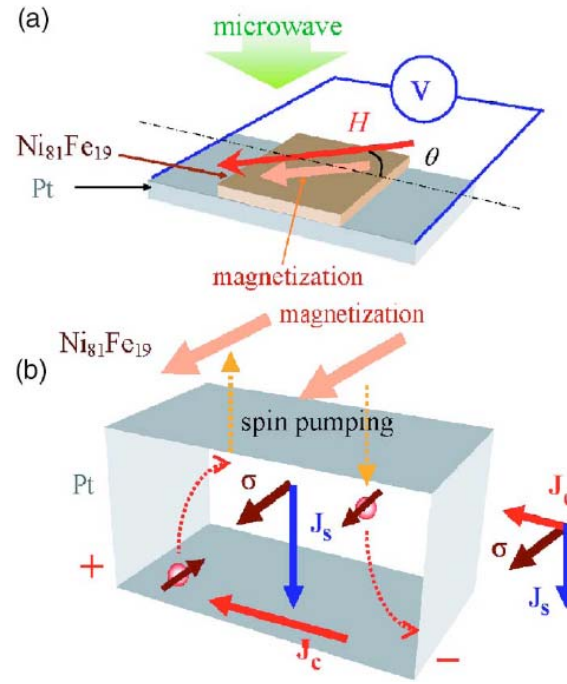 (a)
microwave
V
H
θ
Ni81Fe19
Pt
magnetization
magnetization
Ni81Fe19
(b)
spin pumping
Pt
σ
Js
+
Jc
−
Jc
σ
Js